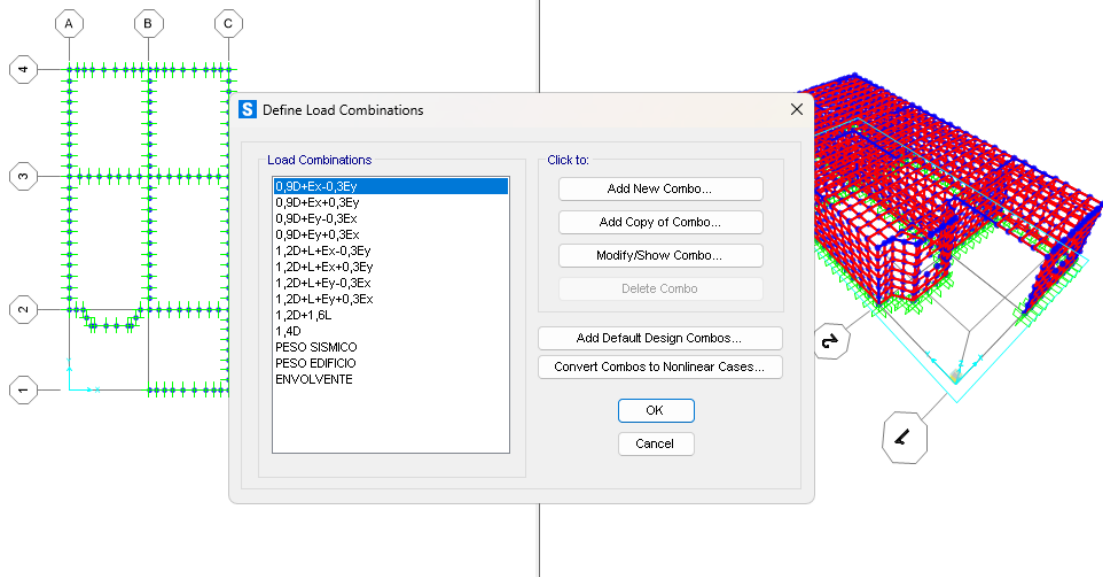 A
B
C
4
3
2
1
S Define Load Combinations
Load Combinations
0,9D+Ex-0,3Ey
0,9D+Ex+0,3Ey
0,9D+Ey-0,3Ex
0,9D+Ey+0,3Ex
1,2D+L+Ex-0,3Ey
1,2D+L+Ex+0,3Ey
1,2D+L+Ey-0,3Ex
1,2D+L+Ey+0,3Ex
1,2D+1,6L
1,4D
PESO SISMICO
PESO EDIFICIO
ENVOLVENTE
Click to:
Add New Combo...
Add Copy of Combo...
Modify/Show Combo...
Delete Combo
Add Default Design Combos...
Convert Combos to Nonlinear Cases...
OK
Cancel
2
1